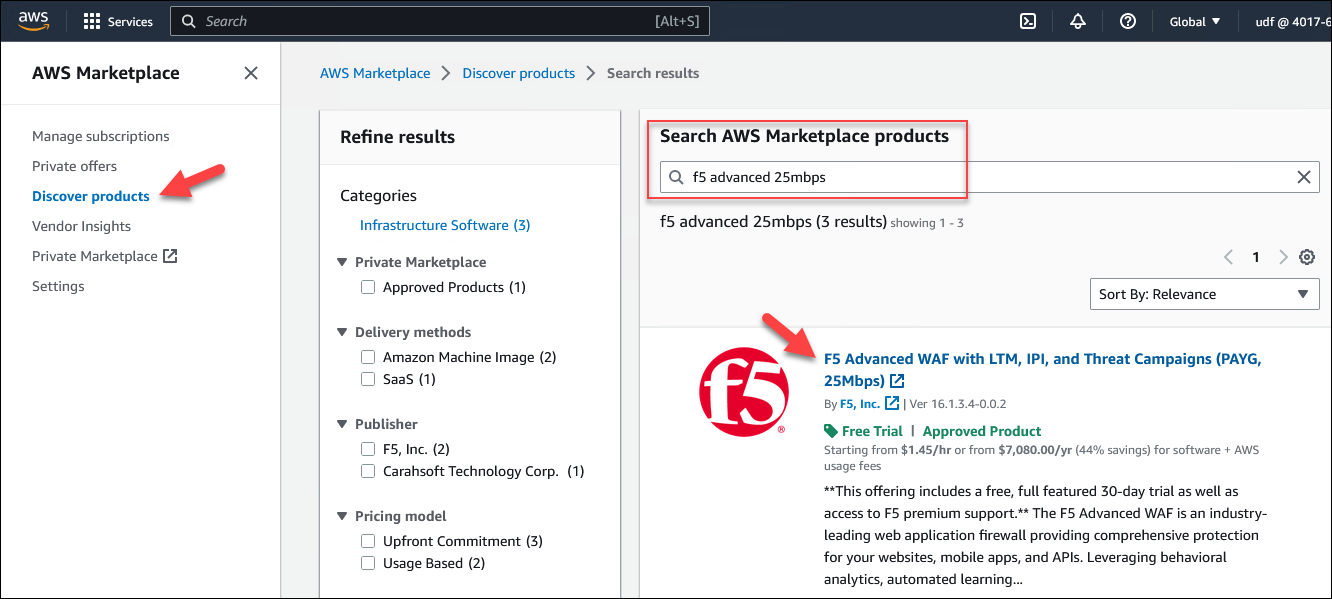 aws
Services
Search
[Alt+S]
Global
udf @ 4017-6
AWS Marketplace
Manage subscriptions
Private offers
Discover products
Vendor Insights
Private Marketplace
Settings
AWS Marketplace
Discover products
Search results
Refine results
Categories
Infrastructure Software (3)
Private Marketplace
Approved Products (1)
Delivery methods
Amazon Machine Image (2)
SaaS (1)
Publisher
F5, Inc. (2)
Carahsoft Technology Corp. (1)
Pricing model
Upfront Commitment (3)
Usage Based (2)
Search AWS Marketplace products
f5 advanced 25mbps
f5 advanced 25mbps (3 results) showing 1 - 3
1
Sort By: Relevance
f5
®
F5 Advanced WAF with LTM, IPI, and Threat Campaigns (PAYG,
25Mbps)
By F5, Inc. | Ver 16.1.3.4-0.0.2
Free Trial | Approved Product
Starting from $1.45/hr or from $7,080.00/yr (44% savings) for software + AWS
usage fees
**This offering includes a free, full featured 30-day trial as well as
access to F5 premium support.** The F5 Advanced WAF is an industry-
leading web application firewall providing comprehensive protection
for your websites, mobile apps, and APIs. Leveraging behavioral
analytics, automated learning...